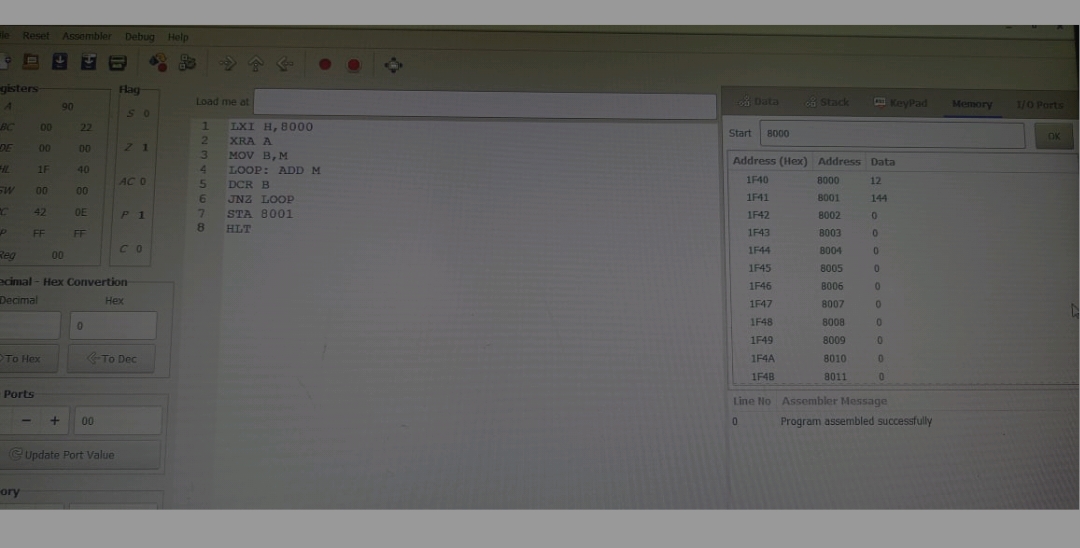 Reset Assembler Debug Help
Flag
A 90
BC 00 22
DE 00 00
HL 1F 40
00 00
42 0E
FF FF
00
S 0
Z 1
AC 0
P 1
C 0
Decimal - Hex Convertion
Decimal Hex
0
To Hex To Dec
Ports
- + 00
Update Port Value
Load me at
1 LXI H,8000
2 XRA A
3 MOV B,M
4 LOOP: ADD M
5 DCR B
6 JNZ LOOP
7 STA 8001
8 HLT
Data Stack KeyPad Memory I/O Ports
Start 8000 OK
Address (Hex) Address Data
1F40 8000 12
1F41 8001 144
1F42 8002 0
1F43 8003 0
1F44 8004 0
1F45 8005 0
1F46 8006 0
1F47 8007 0
1F48 8008 0
1F49 8009 0
1F4A 8010 0
1F4B 8011 0
Line No Assembler Message
0 Program assembled successfully